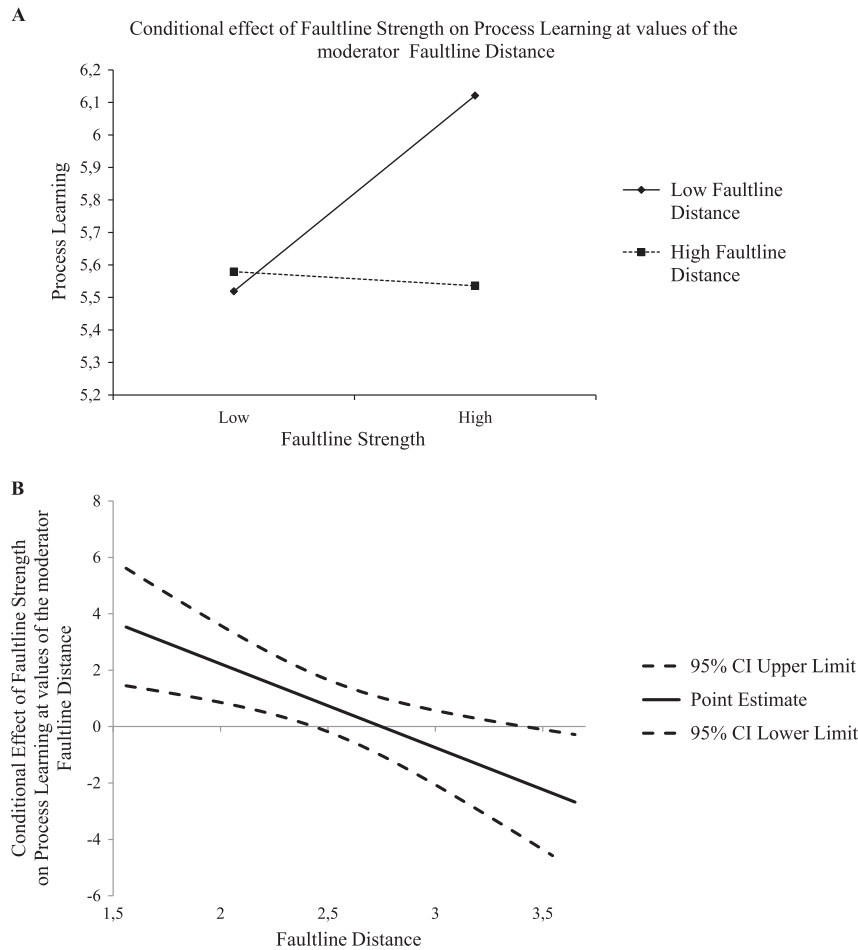 A
Conditional effect of Faultline Strength on Process Learning at values of the
moderator Faultline Distance
6,2
6,1
6
5,9
5,8
5,7
5,6
5,5
5,4
5,3
5,2
Process Learning
Low
High
Faultline Strength
Low Faultline
Distance
High Faultline
Distance
B
Conditional Effect of Faultline Strength
on Process Learning at values of the moderator
Faultline Distance
8
6
4
2
0
-2
-4
-6
1,5
2
2,5
3
3,5
Faultline Distance
95% CI Upper Limit
Point Estimate
95% CI Lower Limit